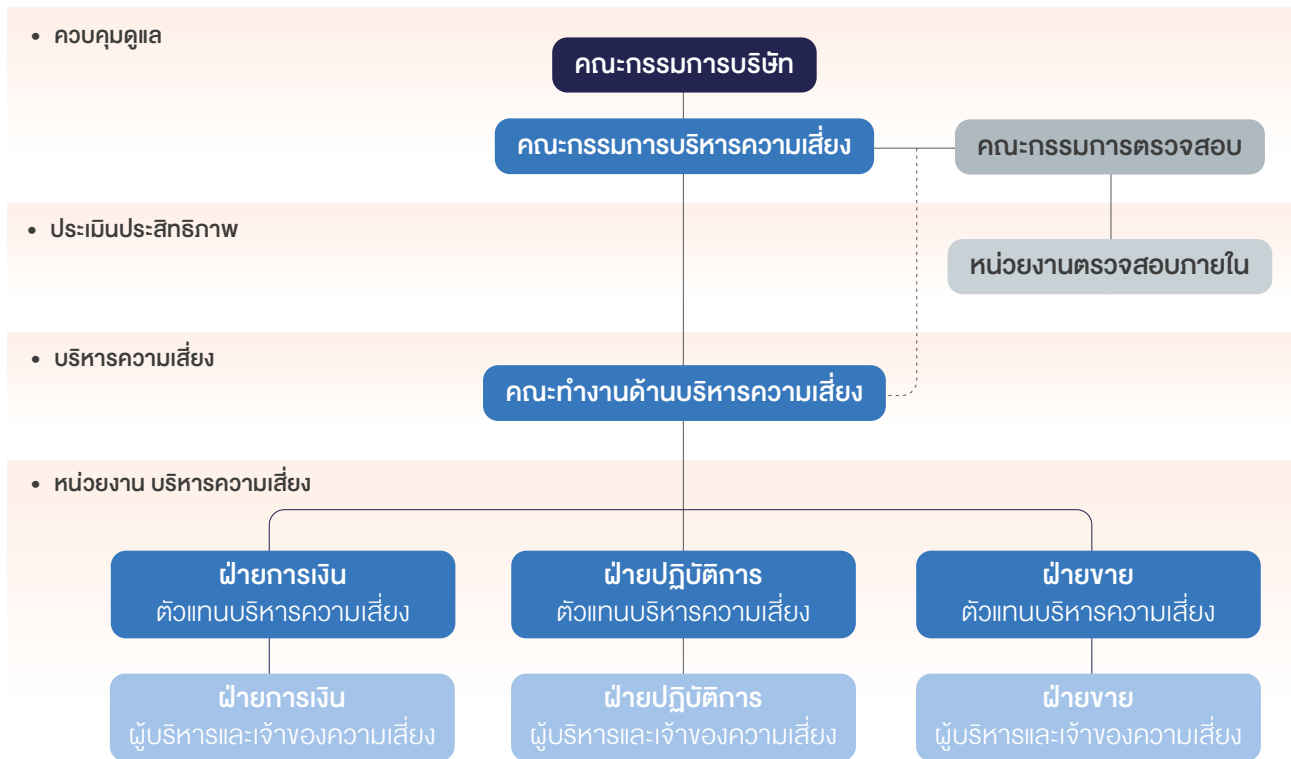 • ควบคุมดูแล
คณะกรรมการบริษัท
คณะกรรมการบริหารความเสี่ยง
คณะกรรมการตรวจสอบ
• ประเมินประสิทธิภาพ
หน่วยงานตรวจสอบภายใน
• บริหารความเสี่ยง
คณะทำงานด้านบริหารความเสี่ยง
• หน่วยงาน บริหารความเสี่ยง
ฝ่ายการเงิน
ตัวแทนบริหารความเสี่ยง
ฝ่ายปฏิบัติการ
ตัวแทนบริหารความเสี่ยง
ฝ่ายขาย
ตัวแทนบริหารความเสี่ยง
ฝ่ายการเงิน
ผู้บริหารและเจ้าของความเสี่ยง
ฝ่ายปฏิบัติการ
ผู้บริหารและเจ้าของความเสี่ยง
ฝ่ายขาย
ผู้บริหารและเจ้าของความเสี่ยง